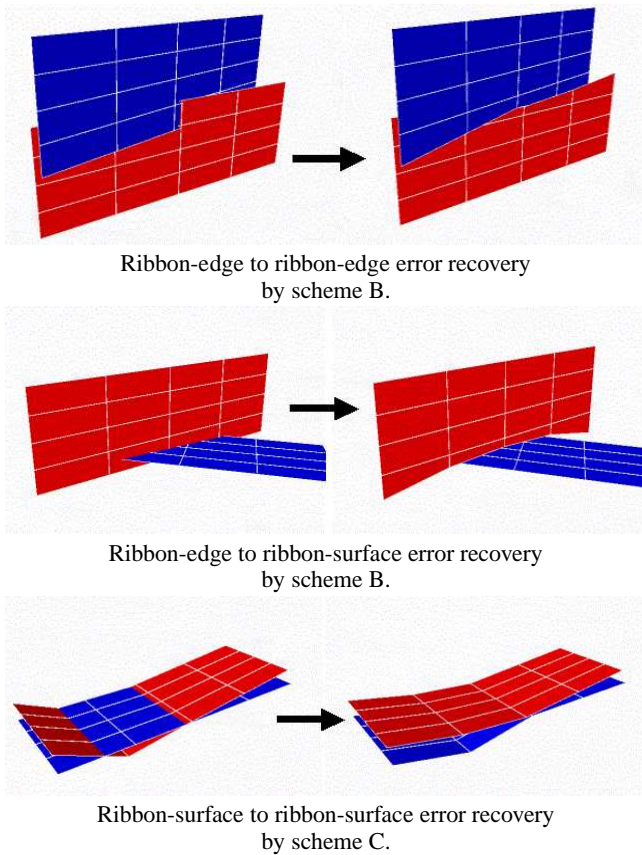 Ribbon-edge to ribbon-edge error recovery
by scheme B.
Ribbon-edge to ribbon-surface error recovery
by scheme B.
Ribbon-surface to ribbon-surface error recovery
by scheme C.